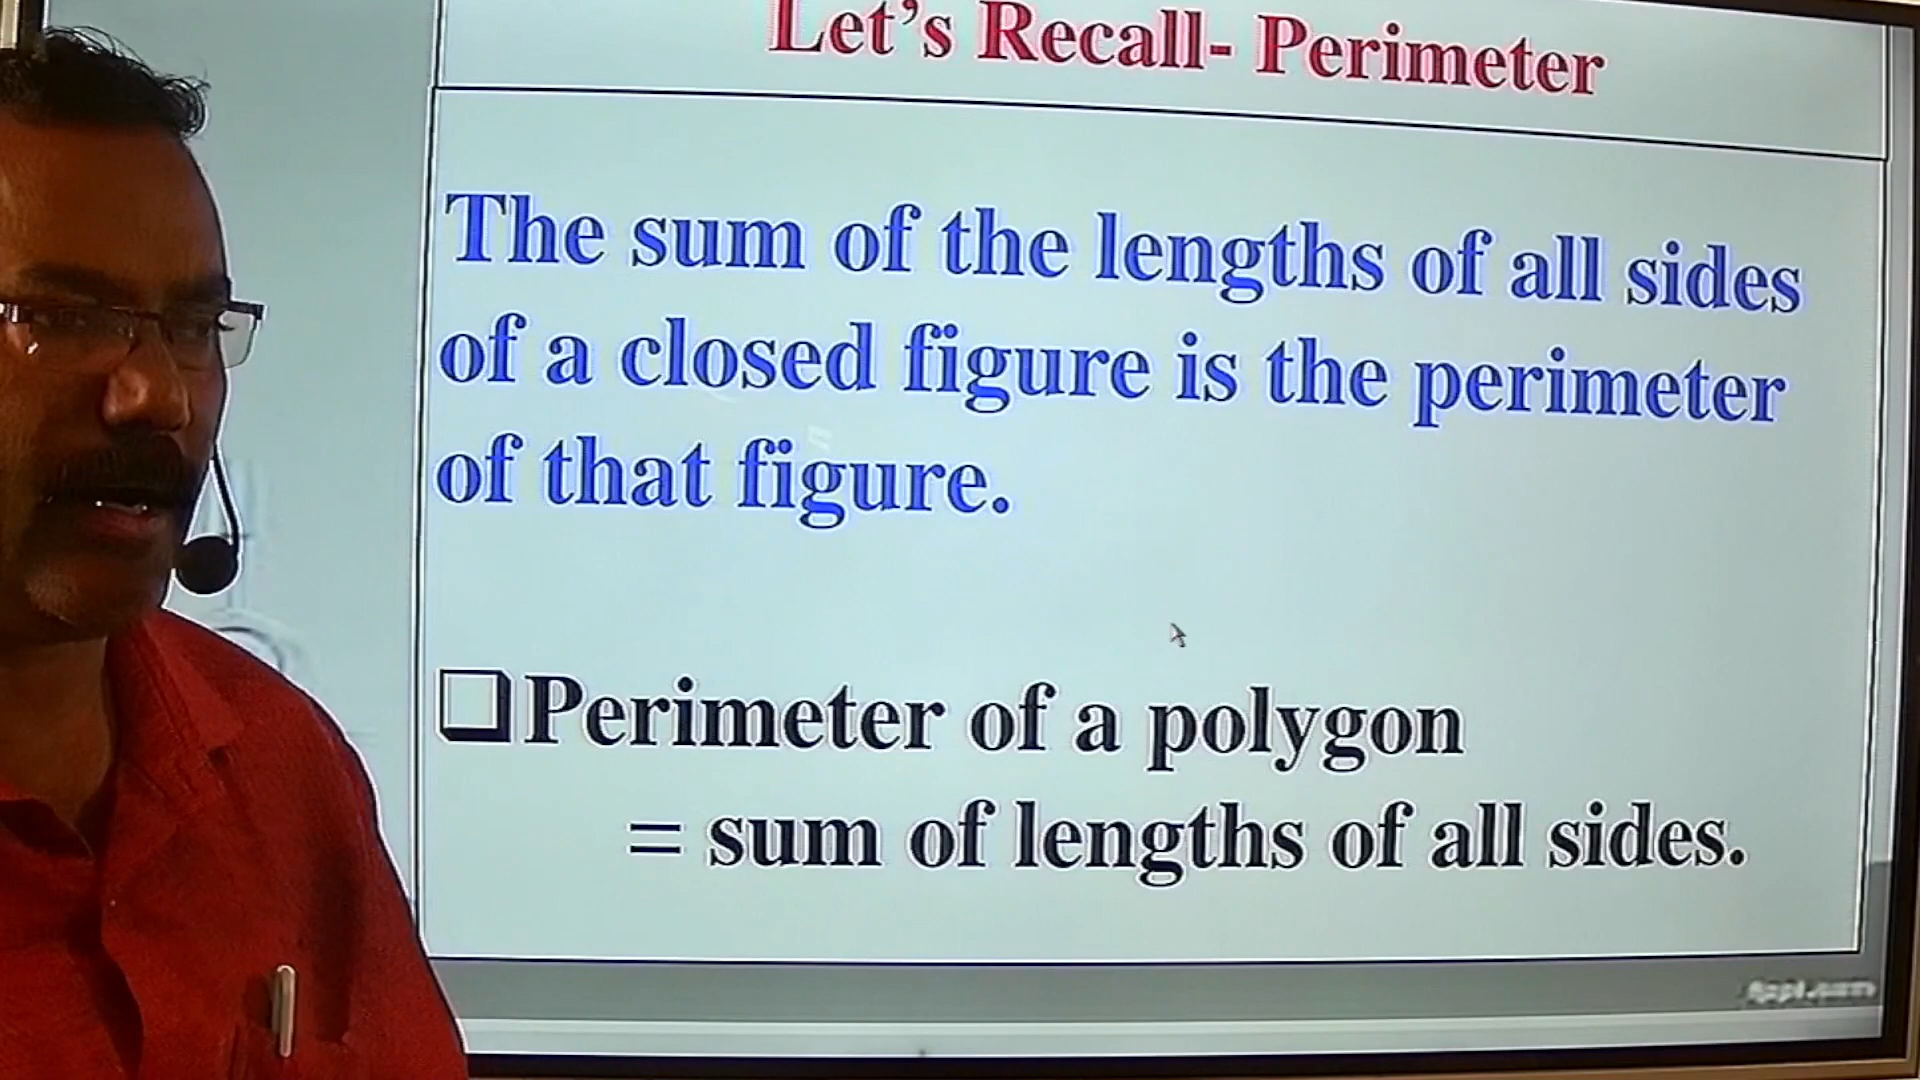 Let’s Recall- Perimeter
The sum of the lengths of all sides
of a closed figure is the perimeter
of that figure.
❑Perimeter of a polygon
= sum of lengths of all sides.